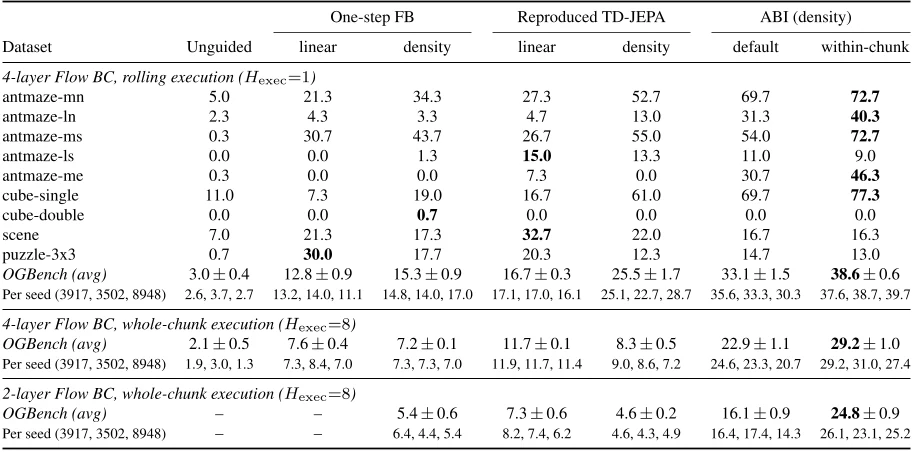 One-step FB Reproduced TD-JEPA ABI (density)
Dataset Unguided linear density linear density default within-chunk
4-layer Flow BC, rolling execution (Hexec=1)
antmaze-mn 5.0 21.3 34.3 27.3 52.7 69.7 72.7
antmaze-ln 2.3 4.3 3.3 4.7 13.0 31.3 40.3
antmaze-ms 0.3 30.7 43.7 26.7 55.0 54.0 72.7
antmaze-ls 0.0 0.0 1.3 15.0 13.3 11.0 9.0
antmaze-me 0.3 0.0 0.0 7.3 0.0 30.7 46.3
cube-single 11.0 7.3 19.0 16.7 61.0 69.7 77.3
cube-double 0.0 0.0 0.7 0.0 0.0 0.0 0.0
scene 7.0 21.3 17.3 32.7 22.0 16.7 16.3
puzzle-3x3 0.7 30.0 17.7 20.3 12.3 14.7 13.0
OGBench (avg) 3.0 ± 0.4 12.8 ± 0.9 15.3 ± 0.9 16.7 ± 0.3 25.5 ± 1.7 33.1 ± 1.5 38.6 ± 0.6
Per seed (3917, 3502, 8948) 2.6, 3.7, 2.7 13.2, 14.0, 11.1 14.8, 14.0, 17.0 17.1, 17.0, 16.1 25.1, 22.7, 28.7 35.6, 33.3, 30.3 37.6, 38.7, 39.7
4-layer Flow BC, whole-chunk execution (Hexec=8)
OGBench (avg) 2.1 ± 0.5 7.6 ± 0.4 7.2 ± 0.1 11.7 ± 0.1 8.3 ± 0.5 22.9 ± 1.1 29.2 ± 1.0
Per seed (3917, 3502, 8948) 1.9, 3.0, 1.3 7.3, 8.4, 7.0 7.3, 7.3, 7.0 11.9, 11.7, 11.4 9.0, 8.6, 7.2 24.6, 23.3, 20.7 29.2, 31.0, 27.4
2-layer Flow BC, whole-chunk execution (Hexec=8)
OGBench (avg) – – 5.4 ± 0.6 7.3 ± 0.6 4.6 ± 0.2 16.1 ± 0.9 24.8 ± 0.9
Per seed (3917, 3502, 8948) – – 6.4, 4.4, 5.4 8.2, 7.4, 6.2 4.6, 4.3, 4.9 16.4, 17.4, 14.3 26.1, 23.1, 25.2